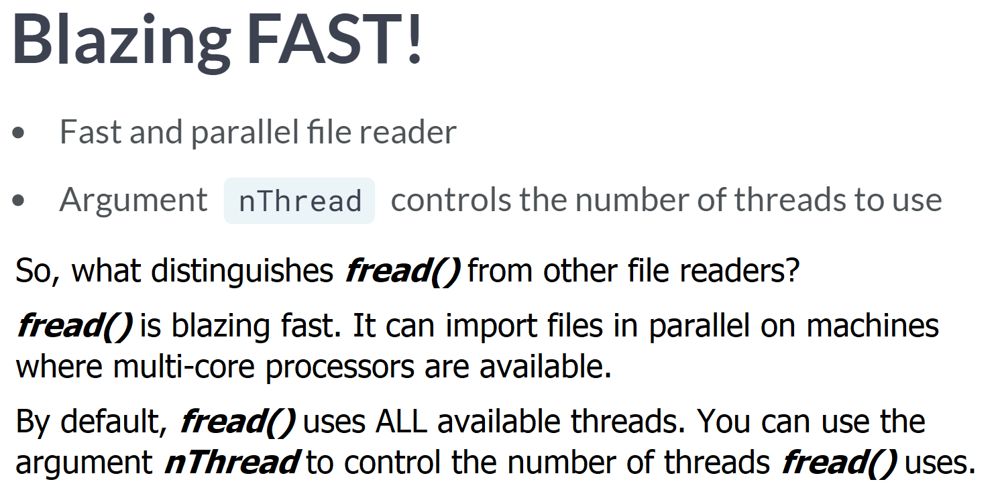 Blazing FAST!
• Fast and parallel file reader
• Argument nThread controls the number of threads to use
So, what distinguishes fread() from other file readers?
fread() is blazing fast. It can import files in parallel on machines
where multi-core processors are available.
By default, fread() uses ALL available threads. You can use the
argument nThread to control the number of threads fread() uses.